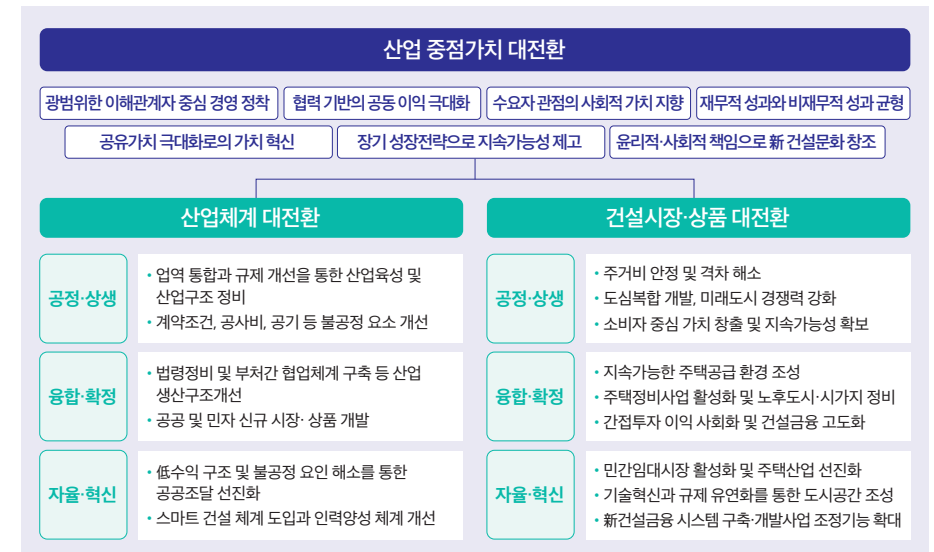 산업 중점가치 대전환
광범위한 이해관계자 중심 경영 정착
협력 기반의 공동 이익 극대화
수요자 관점의 사회적 가치 지향
재무적 성과와 비재무적 성과 균형
공유가치 극대화로의 가치 혁신
장기 성장전략으로 지속가능성 제고
윤리적·사회적 책임으로 新 건설문화 창조
산업체계 대전환
공정·상생
• 업역 통합과 규제 개선을 통한 산업육성 및
산업구조 정비
• 계약조건, 공사비, 공기 등 불공정 요소 개선
융합·확정
• 법령정비 및 부처간 협업체계 구축 등 산업
생산구조개선
• 공공 및 민자 신규 시장· 상품 개발
자율·혁신
• 低수익 구조 및 불공정 요인 해소를 통한
공공조달 선진화
• 스마트 건설 체계 도입과 인력양성 체계 개선
건설시장·상품 대전환
공정·상생
• 주거비 안정 및 격차 해소
• 도심복합 개발, 미래도시 경쟁력 강화
• 소비자 중심 가치 창출 및 지속가능성 확보
융합·확정
• 지속가능한 주택공급 환경 조성
• 주택정비사업 활성화 및 노후도시·시가지 정비
• 간접투자 이익 사회화 및 건설금융 고도화
자율·혁신
• 민간임대시장 활성화 및 주택산업 선진화
• 기술혁신과 규제 유연화를 통한 도시공간 조성
• 新건설금융 시스템 구축·개발사업 조정기능 확대